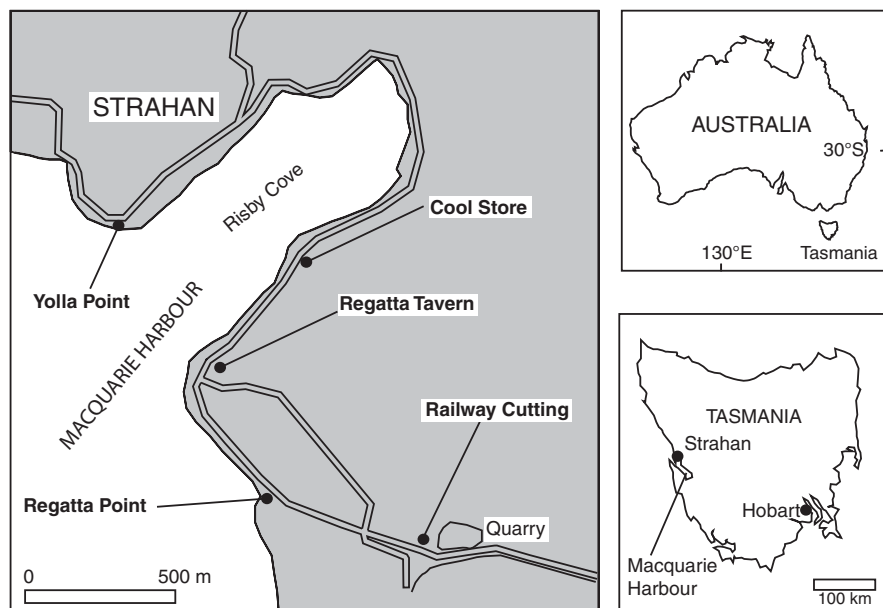 STRAHAN
Risby Cove
Cool Store
Yolla Point
MACQUARIE HARBOUR
Regatta Tavern
Railway Cutting
Regatta Point
Quarry
0
500 m
AUSTRALIA
30°S
130°E
Tasmania
TASMANIA
Strahan
Hobart
Macquarie
Harbour
100 km